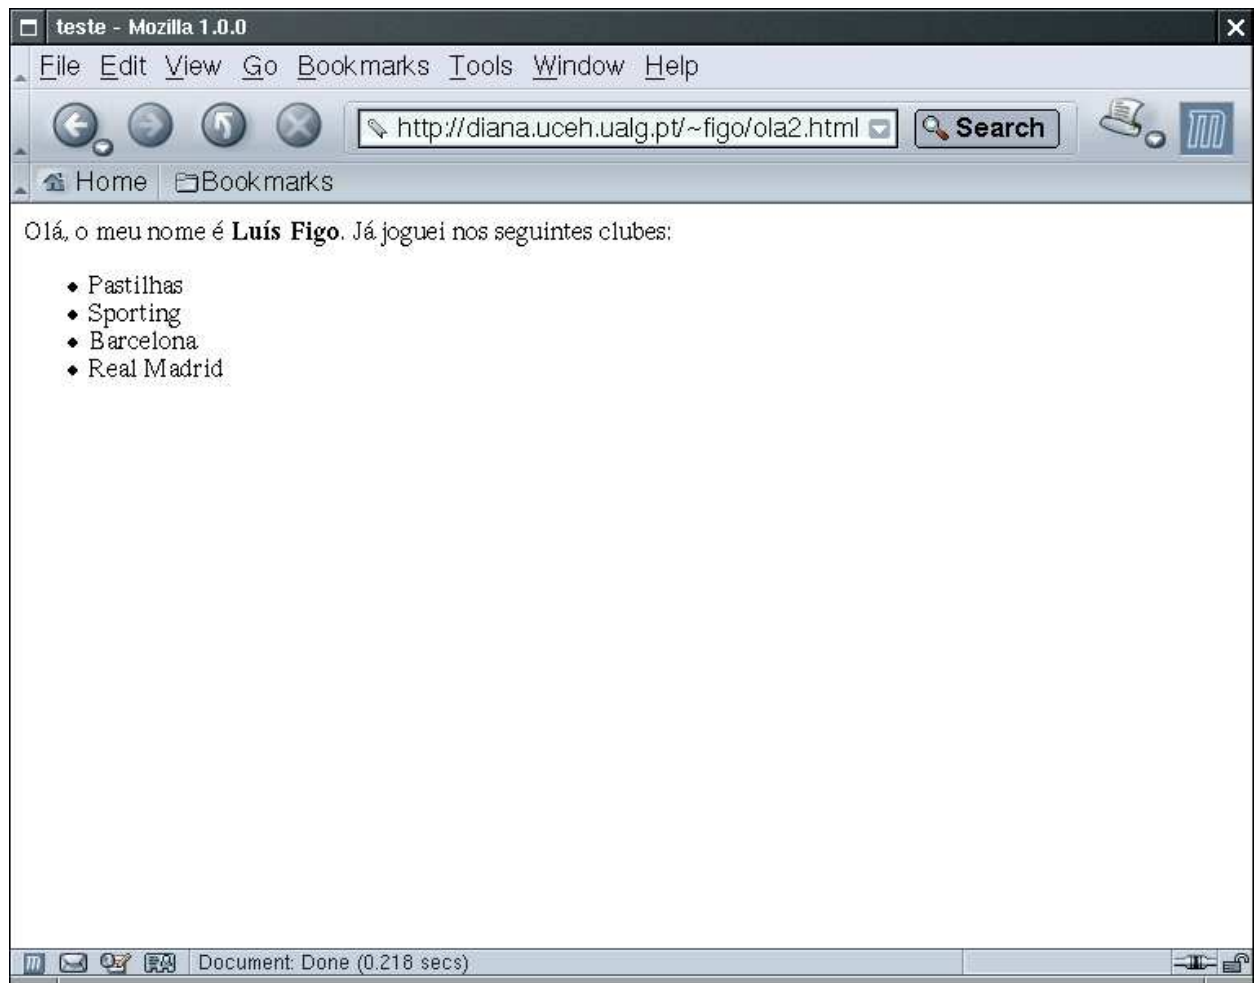 teste - Mozilla 1.0.0
File Edit View Go Bookmarks Tools Window Help
http://diana.uceh.ualg.pt/~figo/ola2.html Search
Home Bookmarks
Olá, o meu nome é Luís Figo. Já joguei nos seguintes clubes:
Pastilhas
Sporting
Barcelona
Real Madrid
Document: Done (0.218 secs)